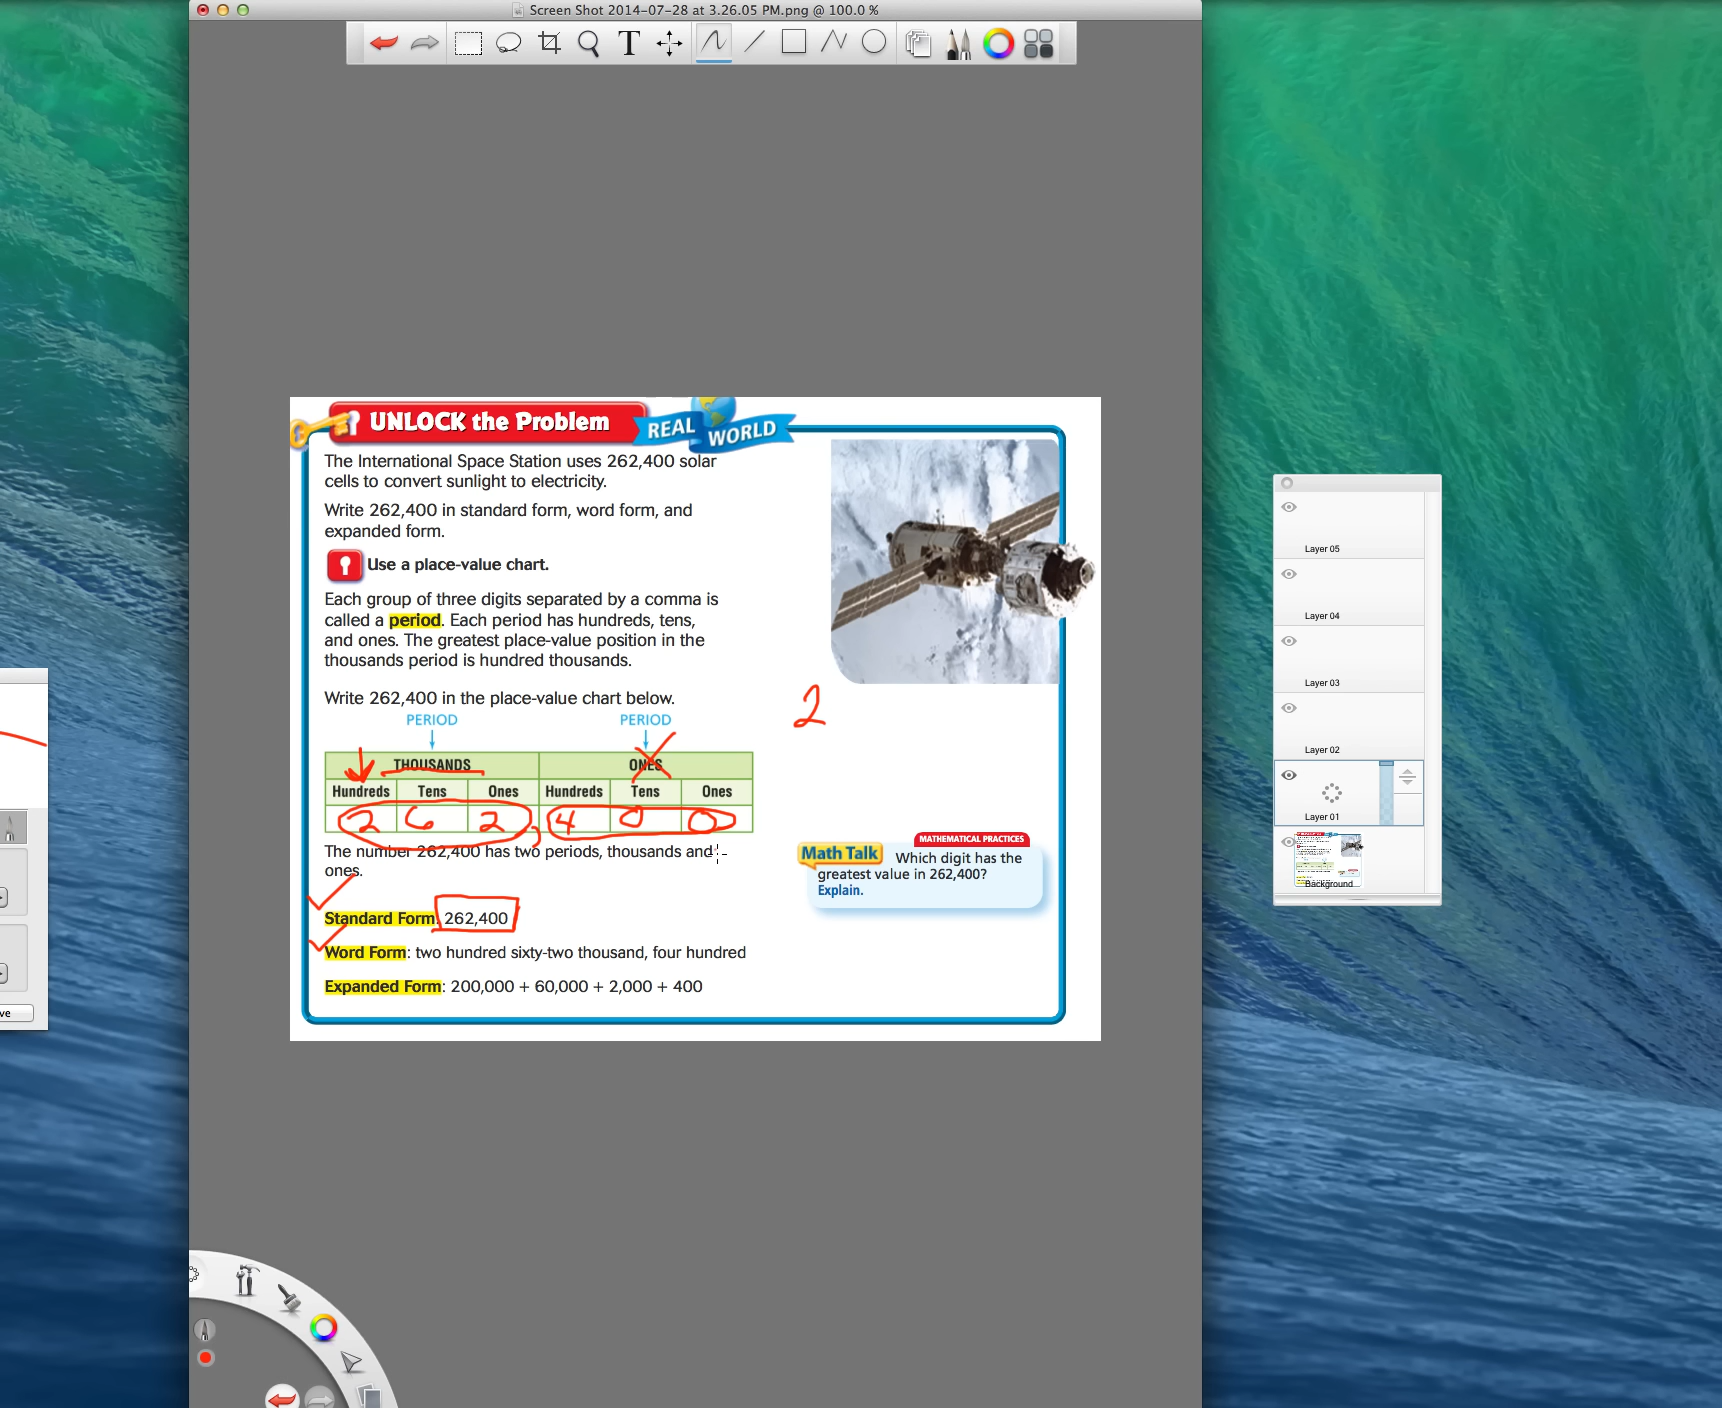 Screen Shot 2014-07-28 at 3.26.05 PM.png @ 100.0 %
T
UNLOCK the Problem
REAL WORLD
The International Space Station uses 262,400 solar
cells to convert sunlight to electricity.
Write 262,400 in standard form, word form, and
expanded form.
Use a place-value chart.
Each group of three digits separated by a comma is
called a period. Each period has hundreds, tens,
and ones. The greatest place-value position in the
thousands period is hundred thousands.
Write 262,400 in the place-value chart below.
2
PERIOD PERIOD
THOUSANDS ONES
Hundreds Tens Ones Hundreds Tens Ones
2 6 2, 4 0 0
The number 262,400 has two periods, thousands and
ones.
Standard Form: 262,400
Word Form: two hundred sixty-two thousand, four hundred
Expanded Form: 200,000 + 60,000 + 2,000 + 400
MATHEMATICAL PRACTICES
Math Talk Which digit has the
greatest value in 262,400?
Explain.
Layer 05
Layer 04
Layer 03
Layer 02
Layer 01
Background
ve